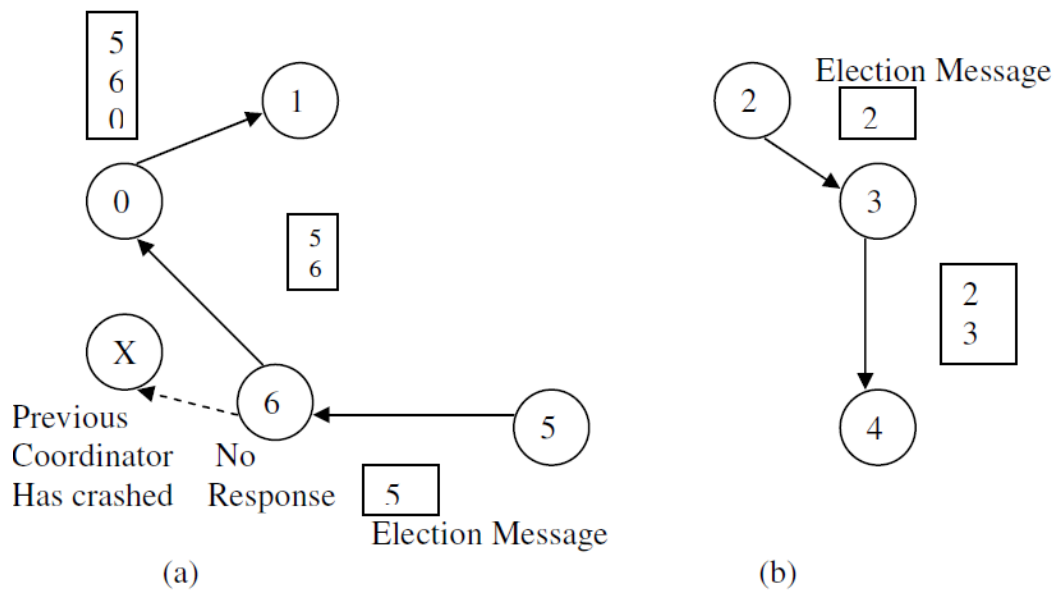 5
6
0
1
0
5
6
X
6
5
Previous
Coordinator No
Has crashed Response
5
Election Message
(a)
Election Message
2
2
3
2
3
4
(b)